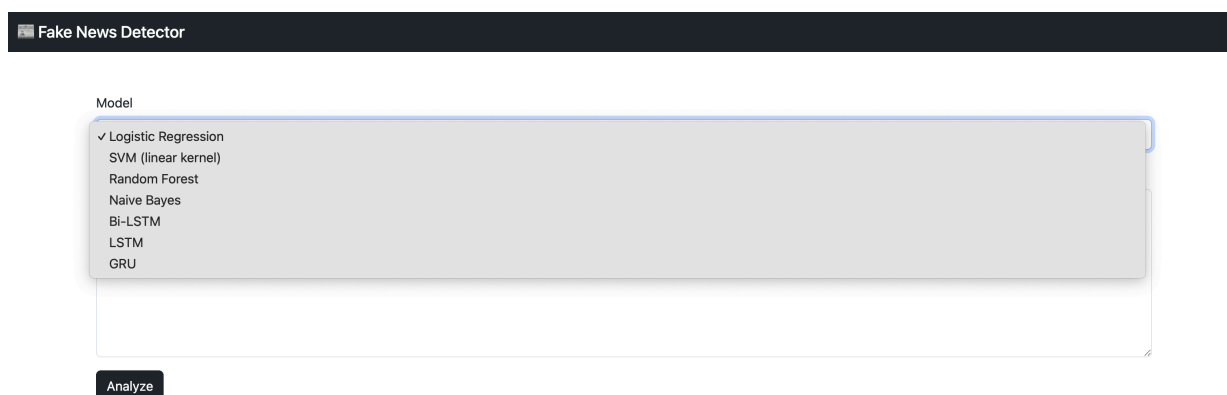 Fake News Detector
Model
✓ Logistic Regression
SVM (linear kernel)
Random Forest
Naive Bayes
Bi-LSTM
LSTM
GRU
Analyze